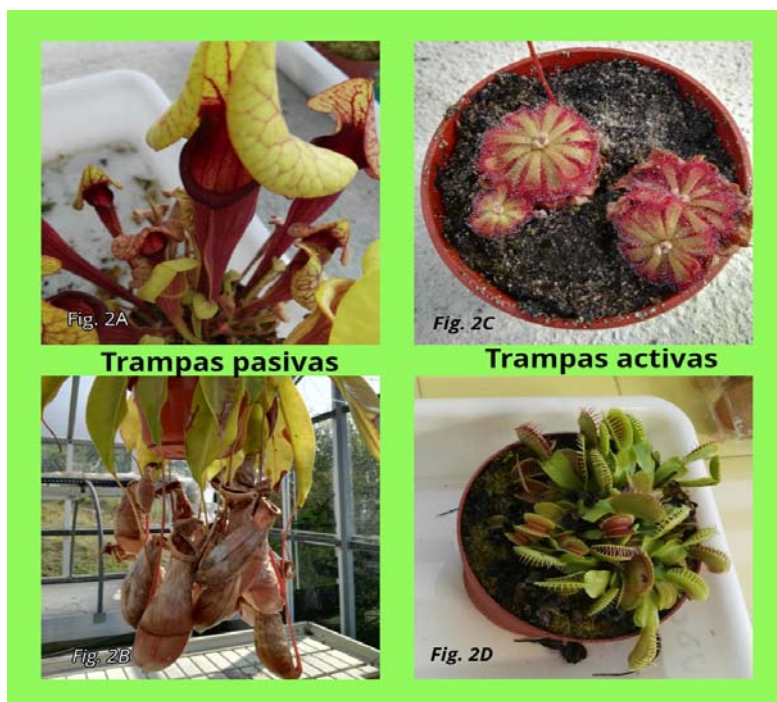 Fig. 2A
Fig. 2C
Trampas pasivas
Trampas activas
Fig. 2B
Fig. 2D